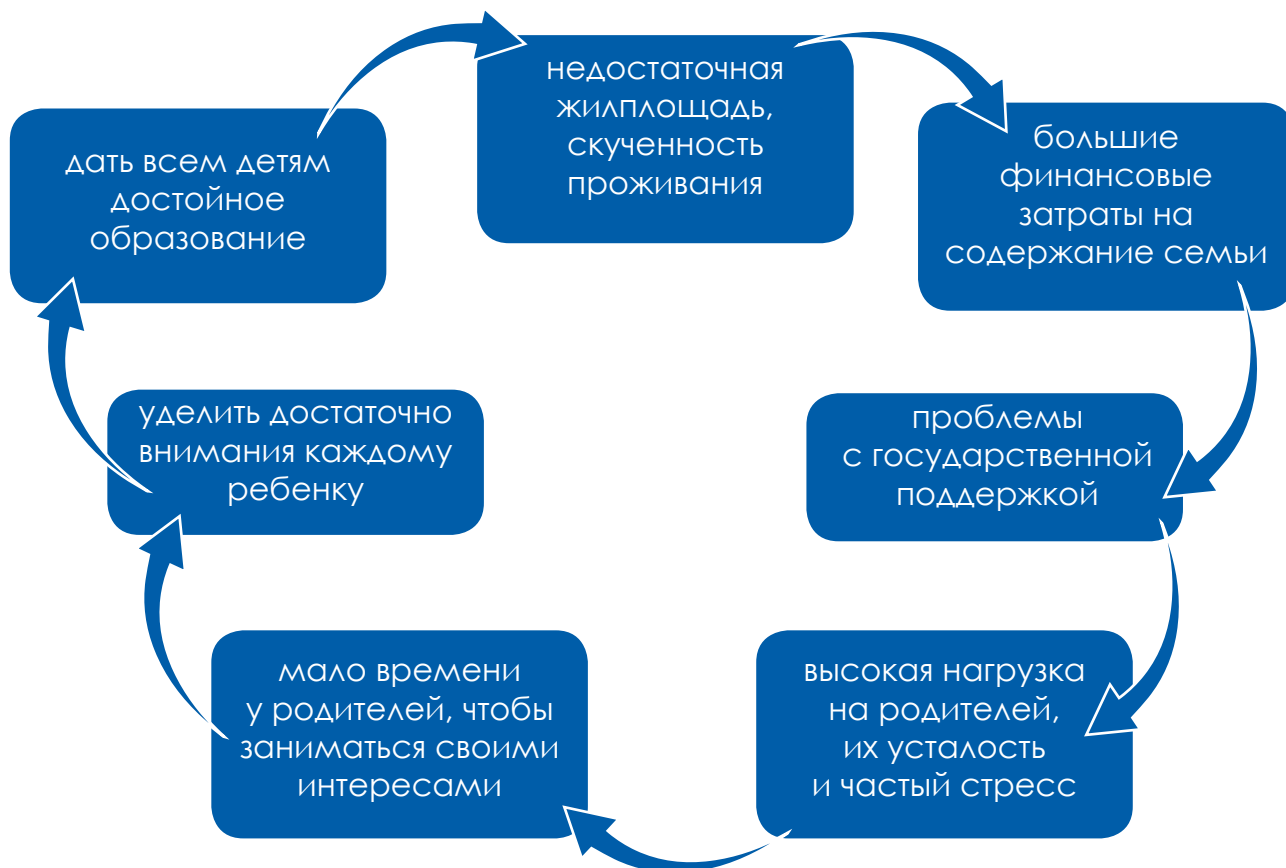 недостаточная
жилплощадь,
скученность
проживания
большие
финансовые
затраты на
содержание семьи
проблемы
с государственной
поддержкой
высокая нагрузка
на родителей,
их усталость
и частый стресс
мало времени
у родителей, чтобы
заниматься своими
интересами
уделить достаточно
внимания каждому
ребенку
дать всем детям
достойное
образование